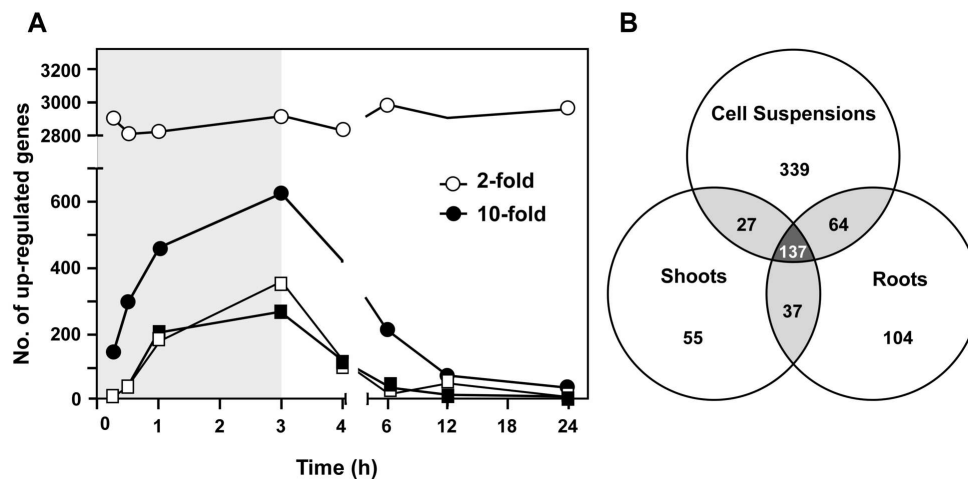 A
No. of up-regulated genes
3200
3000
2800
600
400
200
0
0 1 3 4 6 12 18 24
Time (h)
2-fold
10-fold
B
Cell Suspensions
339
27 64
137
Shoots Roots
37
55 104